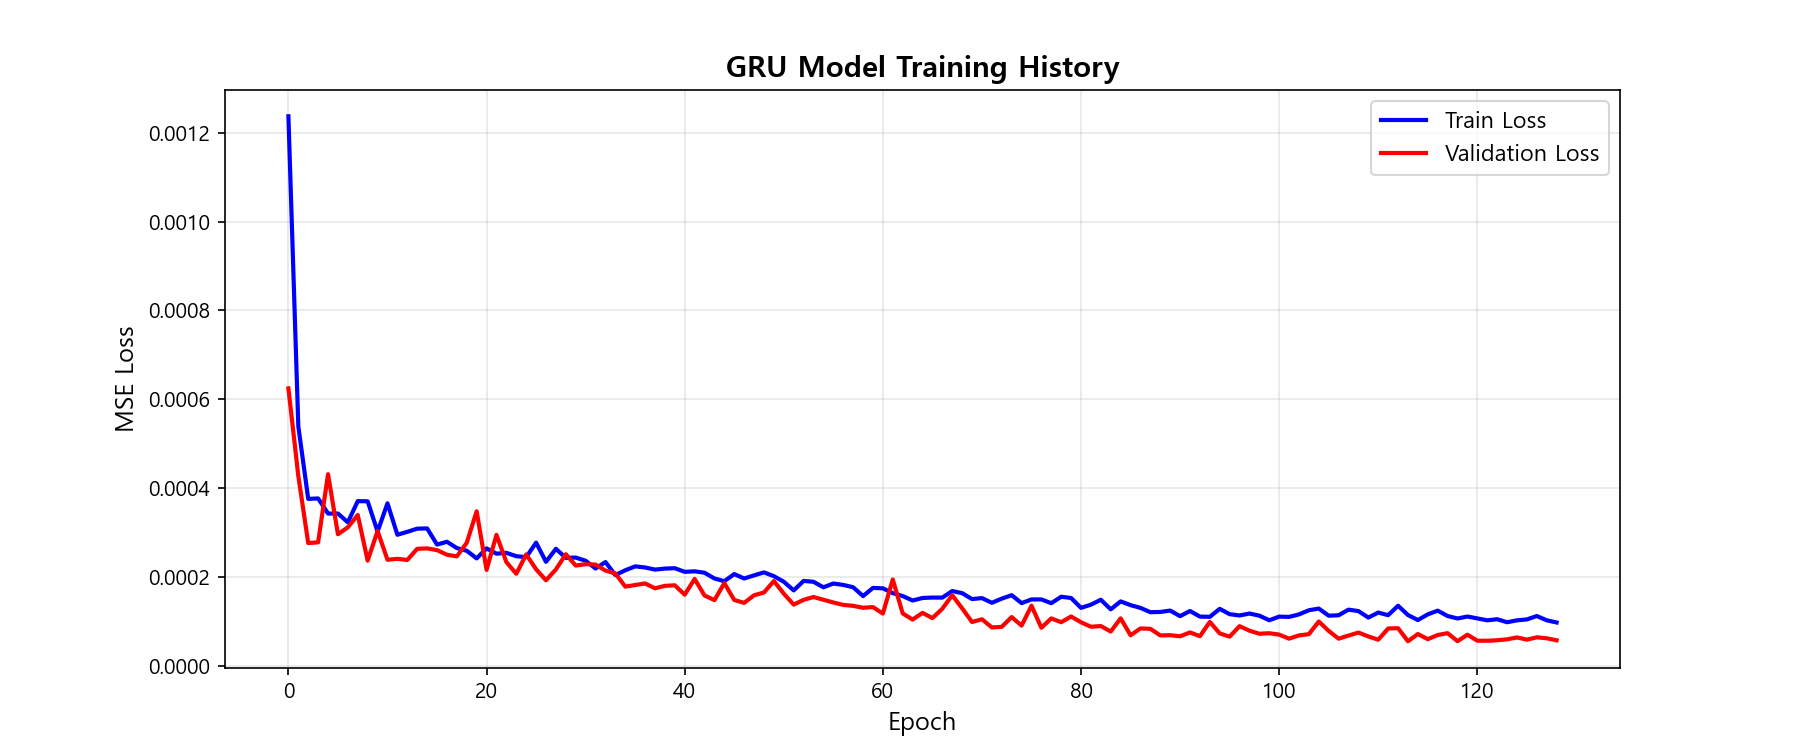 GRU Model Training History
Train Loss
Validation Loss
0.0012
0.0010
0.0008
0.0006
0.0004
0.0002
0.0000
MSE Loss
0 20 40 60 80 100 120
Epoch